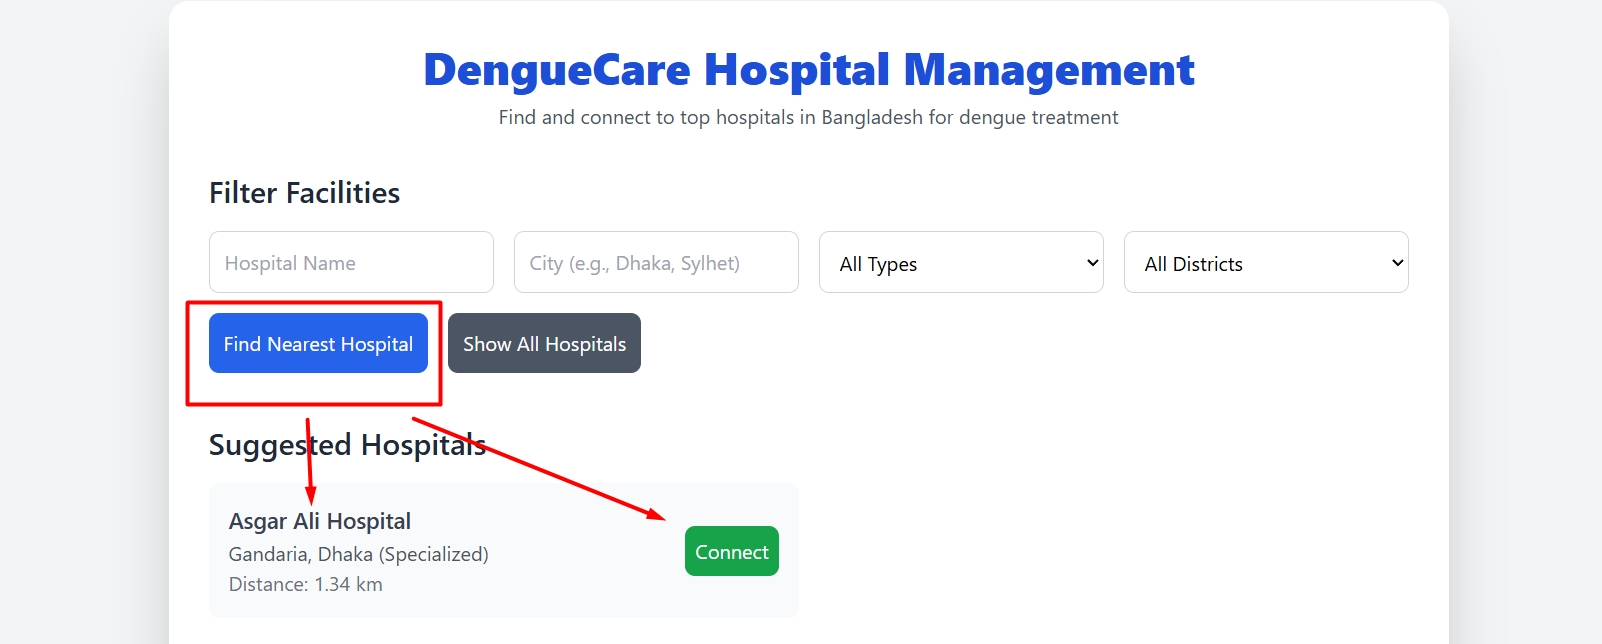 DengueCare Hospital Management
Find and connect to top hospitals in Bangladesh for dengue treatment
Filter Facilities
Hospital Name
City (e.g., Dhaka, Sylhet)
All Types
All Districts
Find Nearest Hospital
Show All Hospitals
Suggested Hospitals
Asgar Ali Hospital
Gandaria, Dhaka (Specialized)
Distance: 1.34 km
Connect